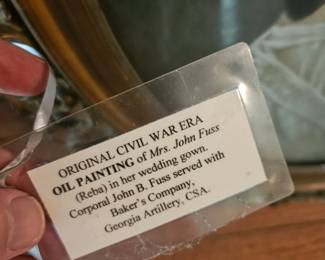 ORIGINAL CIVIL WAR ERA
OIL PAINTING of Mrs. John Fuss
(Reba) in her wedding gown.
Corporal John B. Fuss served with
Baker's Company,
Georgia Artillery, CSA.